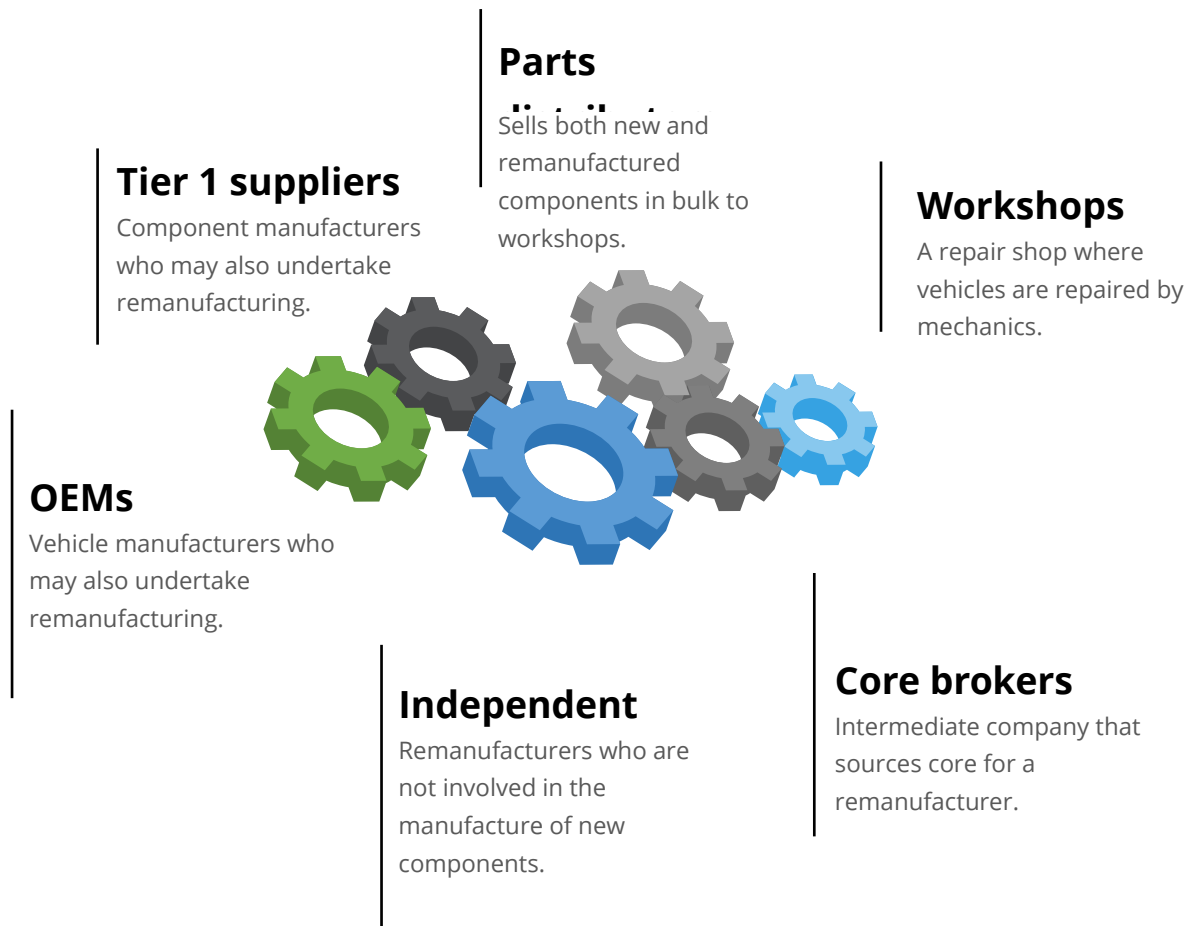 Parts
Sells both new and
remanufactured
components in bulk to
workshops.
Tier 1 suppliers
Component manufacturers
who may also undertake
remanufacturing.
Workshops
A repair shop where
vehicles are repaired by
mechanics.
OEMs
Vehicle manufacturers who
may also undertake
remanufacturing.
Independent
Remanufacturers who are
not involved in the
manufacture of new
components.
Core brokers
Intermediate company that
sources core for a
remanufacturer.